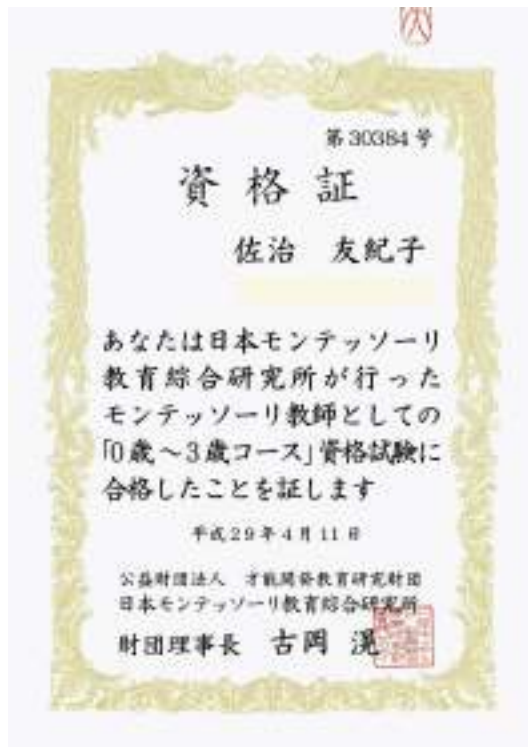 第30384号
資格証
佐治 友紀子
あなたは日本モンテッソーリ
教育綜合研究所が行った
モンテッソーリ教師としての
「0歳～3歳コース」資格試験に
合格したことを証します
平成29年4月11日
公益財団法人 才能開発教育研究財団
日本モンテッソーリ教育綜合研究所
財団理事長 古岡 滉